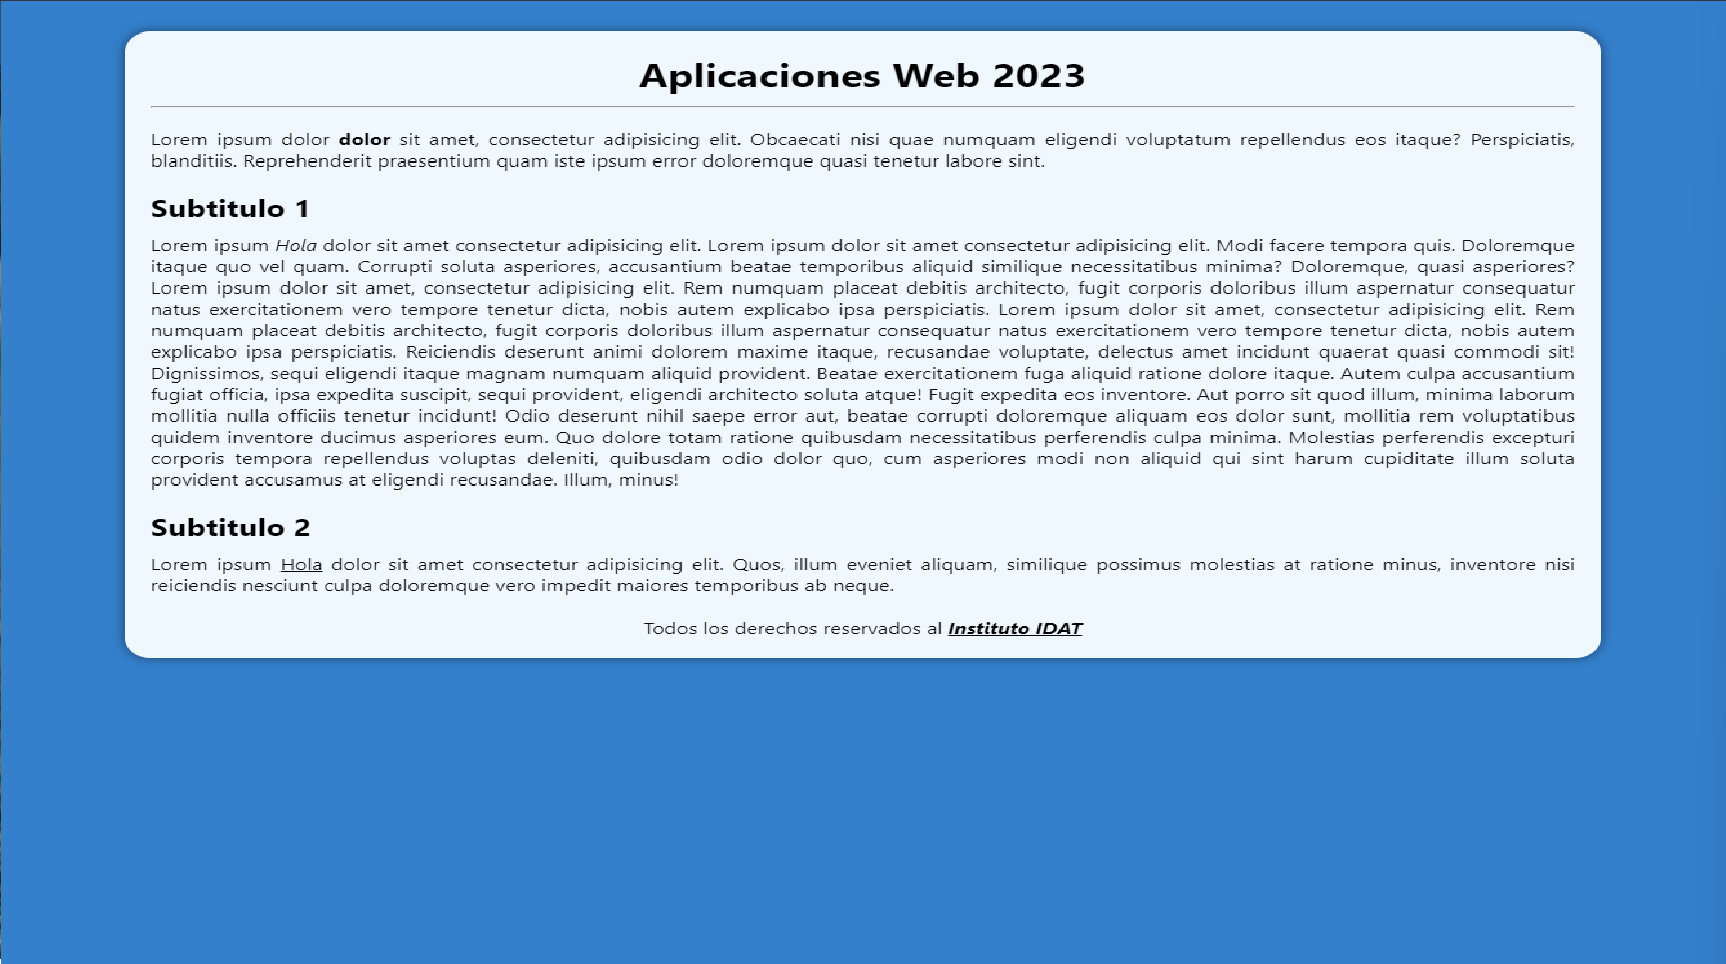 Aplicaciones Web 2023
Lorem ipsum dolor dolor sit amet, consectetur adipisicing elit. Obcaecati nisi quae numquam eligendi voluptatum repellendus eos itaque? Perspiciatis,
blanditiis. Reprehenderit praesentium quam iste ipsum error doloremque quasi tenetur labore sint.
Subtitulo 1
Lorem ipsum Hola dolor sit amet consectetur adipisicing elit. Lorem ipsum dolor sit amet consectetur adipisicing elit. Modi facere tempora quis. Doloremque
itaque quo vel quam. Corrupti soluta asperiores, accusantium beatae temporibus aliquid similique necessitatibus minima? Doloremque, quasi asperiores?
Lorem ipsum dolor sit amet, consectetur adipisicing elit. Rem numquam placeat debitis architecto, fugit corporis doloribus illum aspernatur consequatur
natus exercitationem vero tempore tenetur dicta, nobis autem explicabo ipsa perspiciatis. Lorem ipsum dolor sit amet, consectetur adipisicing elit. Rem
numquam placeat debitis architecto, fugit corporis doloribus illum aspernatur consequatur natus exercitationem vero tempore tenetur dicta, nobis autem
explicabo ipsa perspiciatis. Reiciendis deserunt animi dolorem maxime itaque, recusandae voluptate, delectus amet incidunt quaerat quasi commodi sit!
Dignissimos, sequi eligendi itaque magnam numquam aliquid provident. Beatae exercitationem fuga aliquid ratione dolore itaque. Autem culpa accusantium
fugiat officia, ipsa expedita suscipit, sequi provident, eligendi architecto soluta atque! Fugit expedita eos inventore. Aut porro sit quod illum, minima laborum
mollitia nulla officiis tenetur incidunt! Odio deserunt nihil saepe error aut, beatae corrupti doloremque aliquam eos dolor sunt, mollitia rem voluptatibus
quidem inventore ducimus asperiores eum. Quo dolore totam ratione quibusdam necessitatibus perferendis culpa minima. Molestias perferendis excepturi
corporis tempora repellendus voluptas deleniti, quibusdam odio dolor quo, cum asperiores modi non aliquid qui sint harum cupiditate illum soluta
provident accusamus at eligendi recusandae. Illum, minus!
Subtitulo 2
Lorem ipsum Hola dolor sit amet consectetur adipisicing elit. Quos, illum eveniet aliquam, similique possimus molestias at ratione minus, inventore nisi
reiciendis nesciunt culpa doloremque vero impedit maiores temporibus ab neque.
Todos los derechos reservados al Instituto IDAT